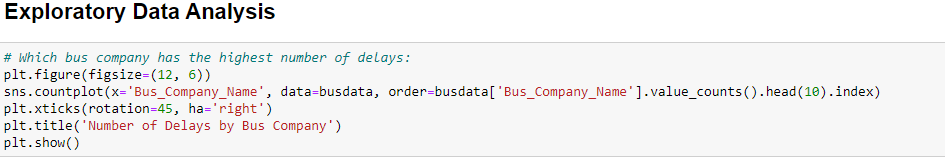 Exploratory Data Analysis
# Which bus company has the highest number of delays:
plt.figure(figsize=(12, 6))
sns.countplot(x='Bus_Company_Name', data=busdata, order=busdata['Bus_Company_Name'].value_counts().head(10).index)
plt.xticks(rotation=45, ha='right')
plt.title('Number of Delays by Bus Company')
plt.show()